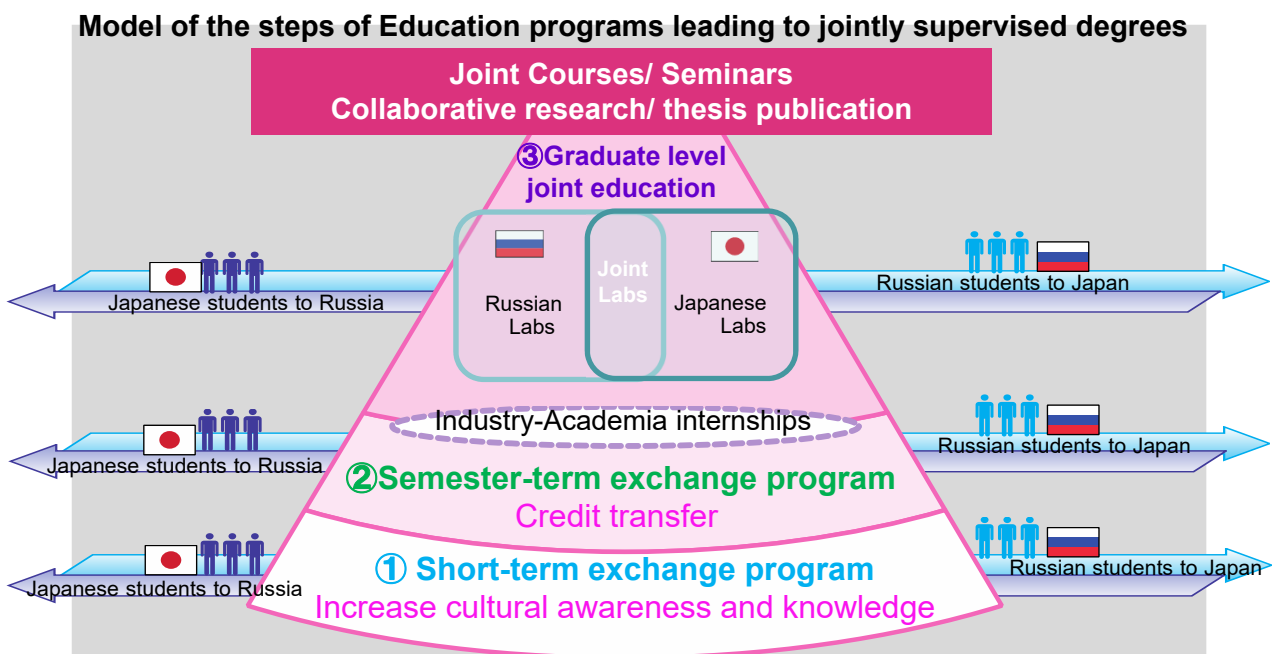 Model of the steps of Education programs leading to jointly supervised degrees
Joint Courses/ Seminars
Collaborative research/ thesis publication
③Graduate level
joint education
Joint
Labs
Russian
Labs
Japanese
Labs
Japanese students to Russia
Russian students to Japan
Industry-Academia internships
Japanese students to Russia
Russian students to Japan
②Semester-term exchange program
Credit transfer
① Short-term exchange program
Increase cultural awareness and knowledge
Japanese students to Russia
Russian students to Japan